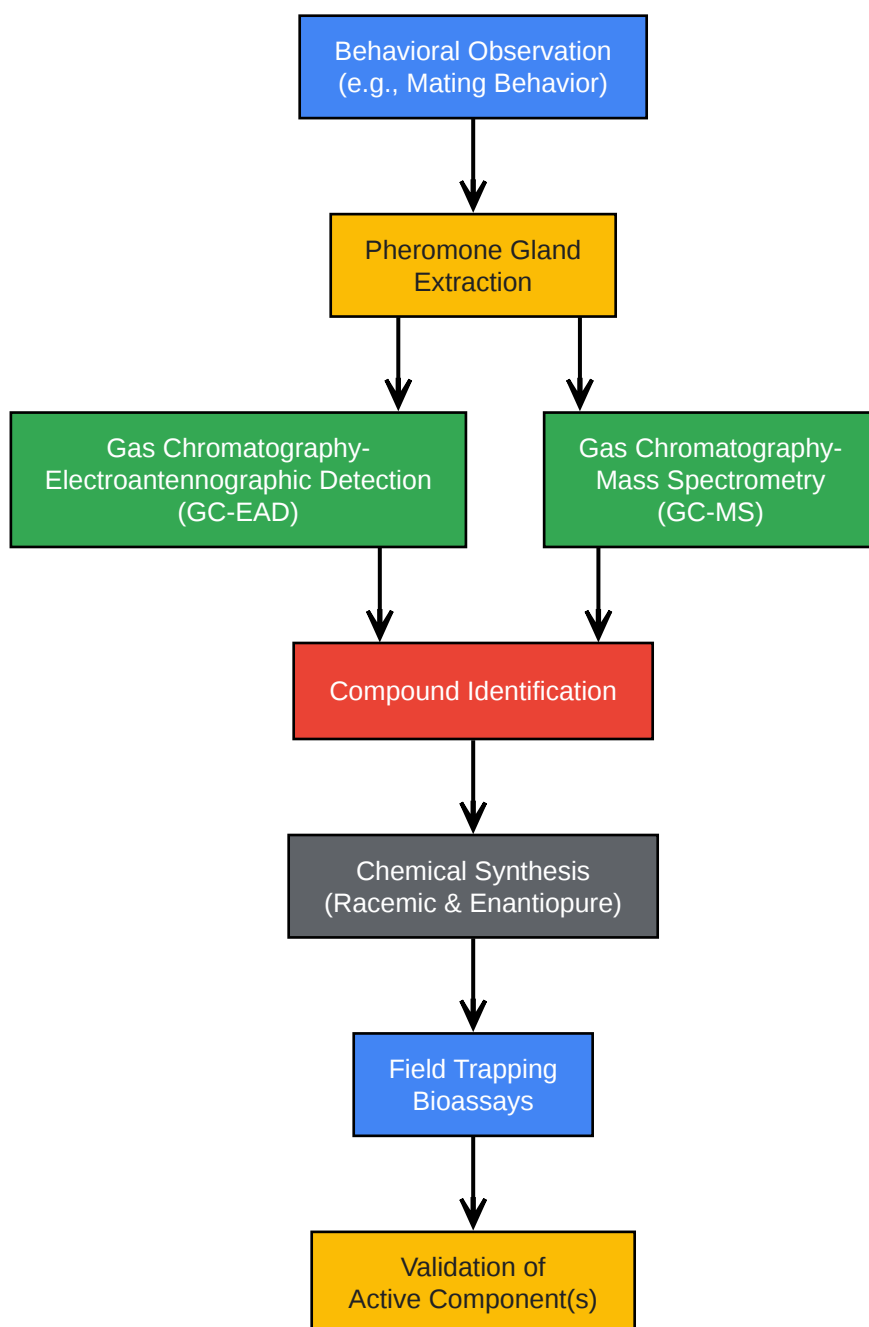 Behavioral Observation
(e.g., Mating Behavior)
Pheromone Gland
Extraction
Gas Chromatography-
Electroantennographic Detection
(GC-EAD)
Gas Chromatography-
Mass Spectrometry
(GC-MS)
Compound Identification
Chemical Synthesis
(Racemic & Enantiopure)
Field Trapping
Bioassays
Validation of
Active Component(s)